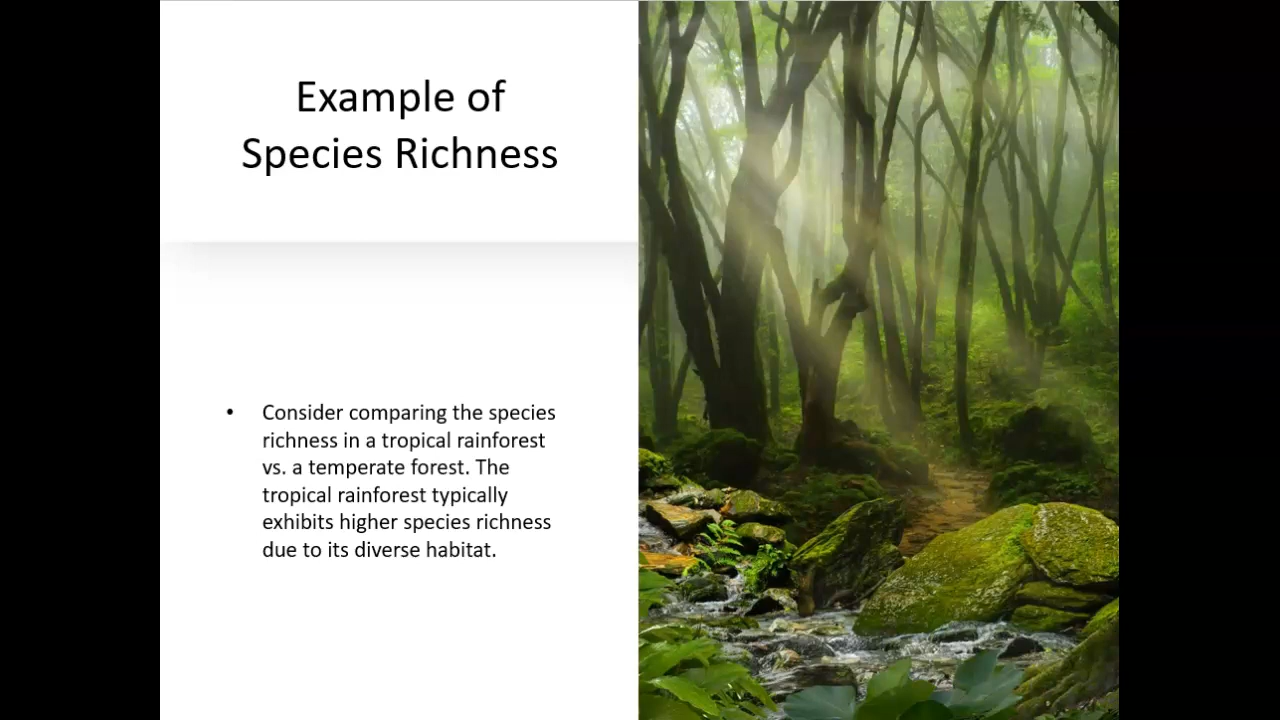 Example of
Species Richness
• Consider comparing the species
richness in a tropical rainforest
vs. a temperate forest. The
tropical rainforest typically
exhibits higher species richness
due to its diverse habitat.